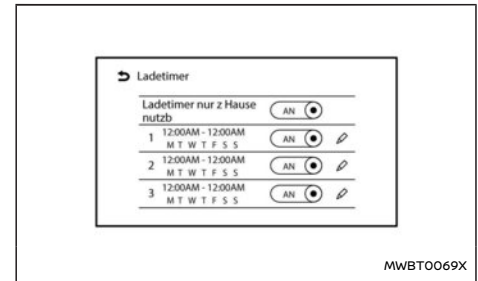 Ladetimer
Ladetimer nur z Hause
nutzb
AN
1 12:00AM - 12:00AM
M T W T F S S
AN
2 12:00AM - 12:00AM
M T W T F S S
AN
3 12:00AM - 12:00AM
M T W T F S S
AN
MWBT0069X